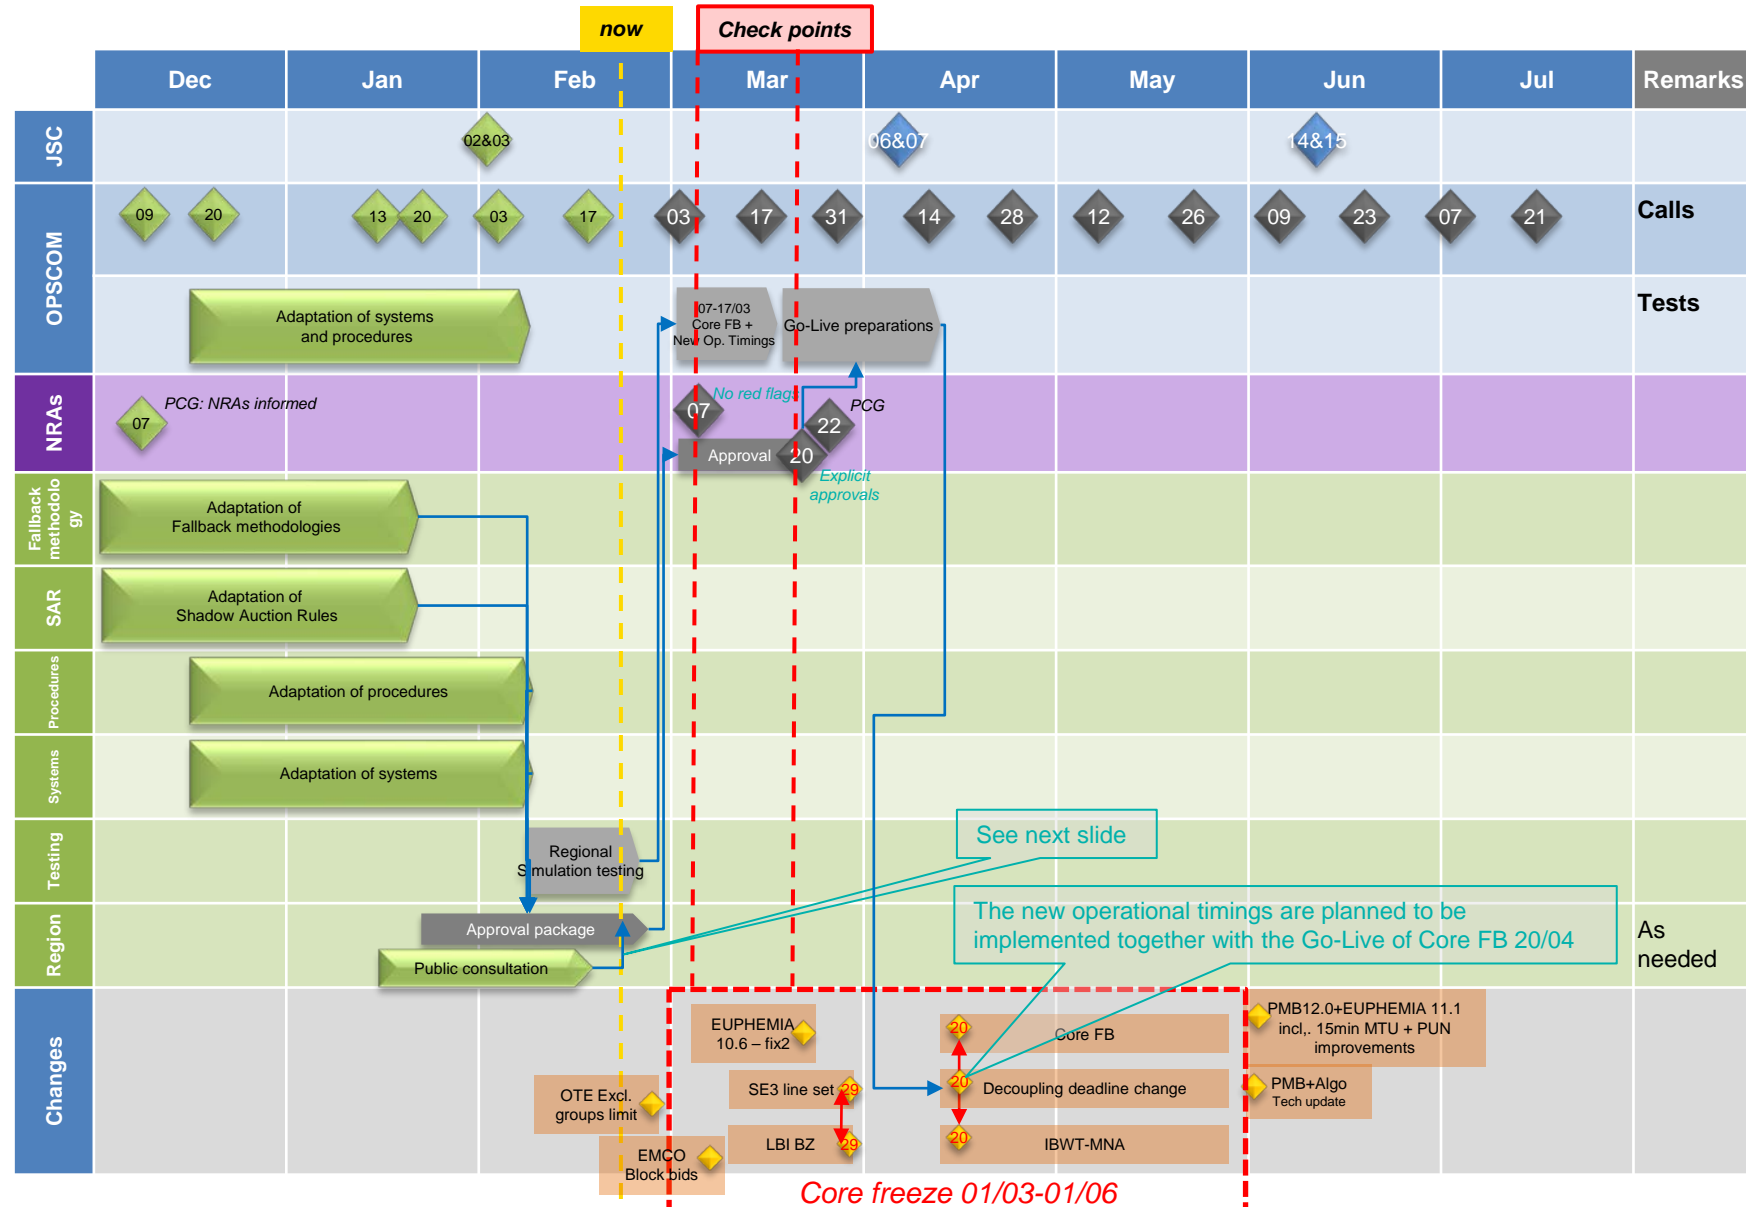 now
Check points
Dec
Jan
Feb
Mar
Apr
May
Jun
Jul
Remarks
JSC
02&03
06&07
14&15
OPSCOM
09
20
13
20
03
17
03
17
31
14
28
12
26
09
23
07
21
Calls
Adaptation of systems
and procedures
07-17/03
Core FB +
New Op. Timings
Go-Live preparations
Tests
NRAs
07
PCG: NRAs informed
07
No red flags
22
PCG
Approval
20
Explicit
approvals
Fallback
methodolo
gy
Adaptation of
Fallback methodologies
SAR
Adaptation of
Shadow Auction Rules
Procedures
Adaptation of procedures
Systems
Adaptation of systems
Testing
Regional
Simulation testing
See next slide
Region
Approval package
Public consultation
The new operational timings are planned to be
implemented together with the Go-Live of Core FB 20/04
As
needed
Changes
EUPHEMIA
10.6 – fix2
20
Core FB
PMB12.0+EUPHEMIA 11.1
incl,. 15min MTU + PUN
improvements
OTE Excl.
groups limit
SE3 line set
29
20
Decoupling deadline change
PMB+Algo
Tech update
EMCO
Block bids
LBI BZ
29
20
IBWT-MNA
Core freeze 01/03-01/06